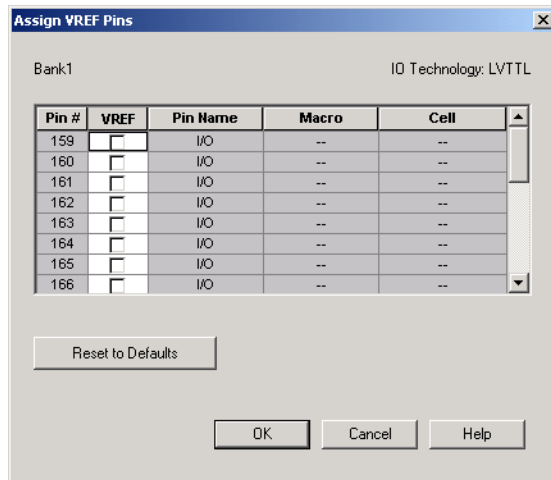 Assign VREF Pins
Bank1 IO Technology: LVTTL
Pin # VREF Pin Name Macro Cell
159 I/O -- --
160 I/O -- --
161 I/O -- --
162 I/O -- --
163 I/O -- --
164 I/O -- --
165 I/O -- --
166 I/O -- --
Reset to Defaults
OK Cancel Help